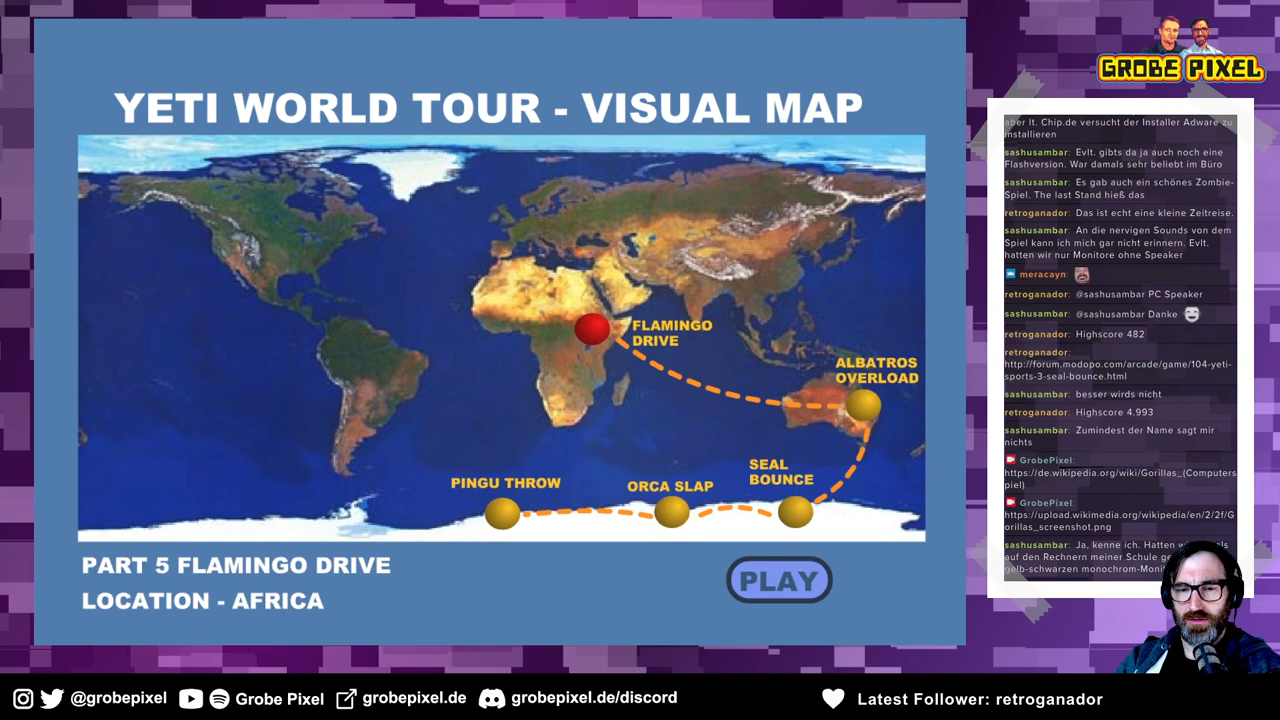 YETI WORLD TOUR - VISUAL MAP
FLAMINGO
DRIVE
ALBATROS
OVERLOAD
SEAL
BOUNCE
PINGU THROW
ORCA SLAP
PART 5 FLAMINGO DRIVE
LOCATION - AFRICA
PLAY
GROBE PIXEL
aber lt. Chip.de versucht der Installer Adware zu
installieren
sashusambar: Evlt. gibts da ja auch noch eine
Flashversion. War damals sehr beliebt im Büro
sashusambar: Es gab auch ein schönes Zombie-
Spiel. The last Stand hieß das
retroganador: Das ist echt eine kleine Zeitreise.
sashusambar: An die nervigen Sounds von dem
Spiel kann ich mich gar nicht erinnern. Evlt.
hatten wir nur Monitore ohne Speaker
meracayn:
retroganador: @sashusambar PC Speaker
sashusambar: @sashusambar Danke
retroganador: Highscore 482
retroganador:
http://forum.modopo.com/arcade/game/104-yeti-
sports-3-seal-bounce.html
sashusambar: besser wirds nicht
retroganador: Highscore 4.993
sashusambar: Zumindest der Name sagt mir
nichts
GrobePixel:
https://de.wikipedia.org/wiki/Gorillas_(Computers
piel)
GrobePixel:
https://upload.wikimedia.org/wikipedia/en/2/2f/G
orillas_screenshot.png
sashusambar: Ja, kenne ich. Hatten
auf den Rechnern meiner Schule
gelb-schwarzen monochrom-
@grobepixel
Grobe Pixel
grobepixel.de
grobepixel.de/discord
Latest Follower: retroganador